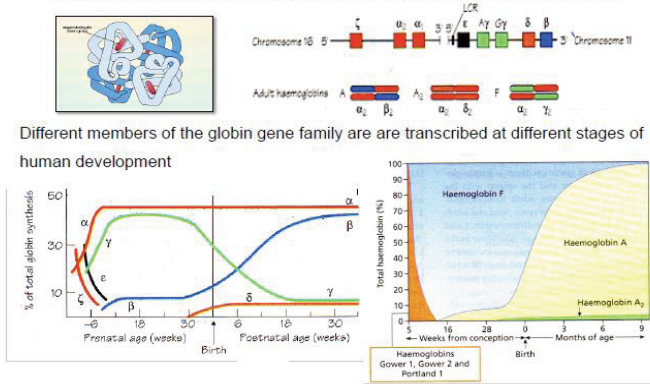 LCR
ζ α₂ α₁ ε Aγ Gγ δ β
Chromosome 16 5' 3' 5' 3' Chromosome 11
Adult haemoglobins A A₂ F
α₂ β₂ α₂ δ₂ α₂ γ₂
Different members of the globin gene family are are transcribed at different stages of
human development
% of total globin synthesis
50
30
10
α
γ
ζ
ε
β
δ
α
β
γ
-6 18 30 6 18 30
Prenatal age (weeks) Postnatal age (weeks)
Birth
Total haemoglobin (%)
100
90
80
70
60
50
40
30
20
10
0
Haemoglobin F
Haemoglobin A
Haemoglobin A₂
5 16 28 0 3 6 9
Weeks from conception Months of age
Birth
Haemoglobins
Gower 1, Gower 2 and
Portland 1